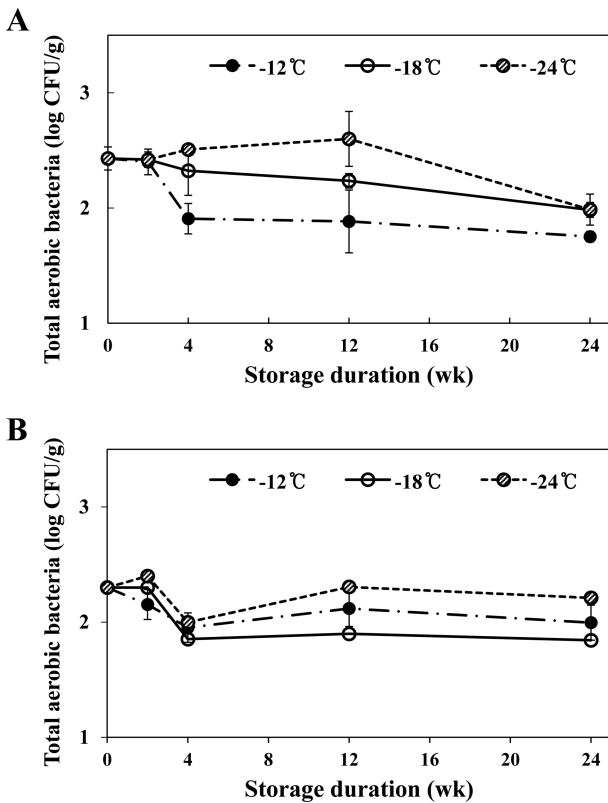 A
-12℃ -18℃ -24℃
Total aerobic bacteria (log CFU/g)
3
2
1
0 4 8 12 16 20 24
Storage duration (wk)
B
-12℃ -18℃ -24℃
Total aerobic bacteria (log CFU/g)
3
2
1
0 4 8 12 16 20 24
Storage duration (wk)